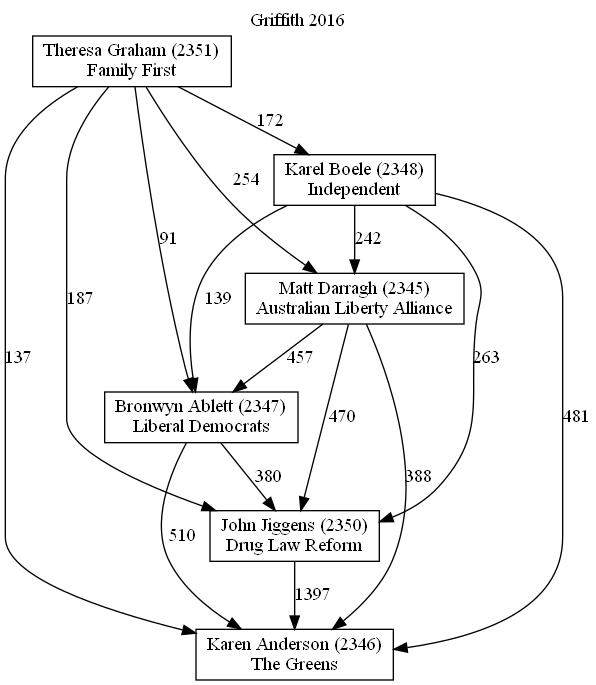 Griffith 2016
Theresa Graham (2351)
Family First
172
Karel Boele (2348)
Independent
254
91
242
139
187
Matt Darragh (2345)
Australian Liberty Alliance
137
457
263
Bronwyn Ablett (2347)
Liberal Democrats
470
481
380
388
510
John Jiggens (2350)
Drug Law Reform
1397
Karen Anderson (2346)
The Greens